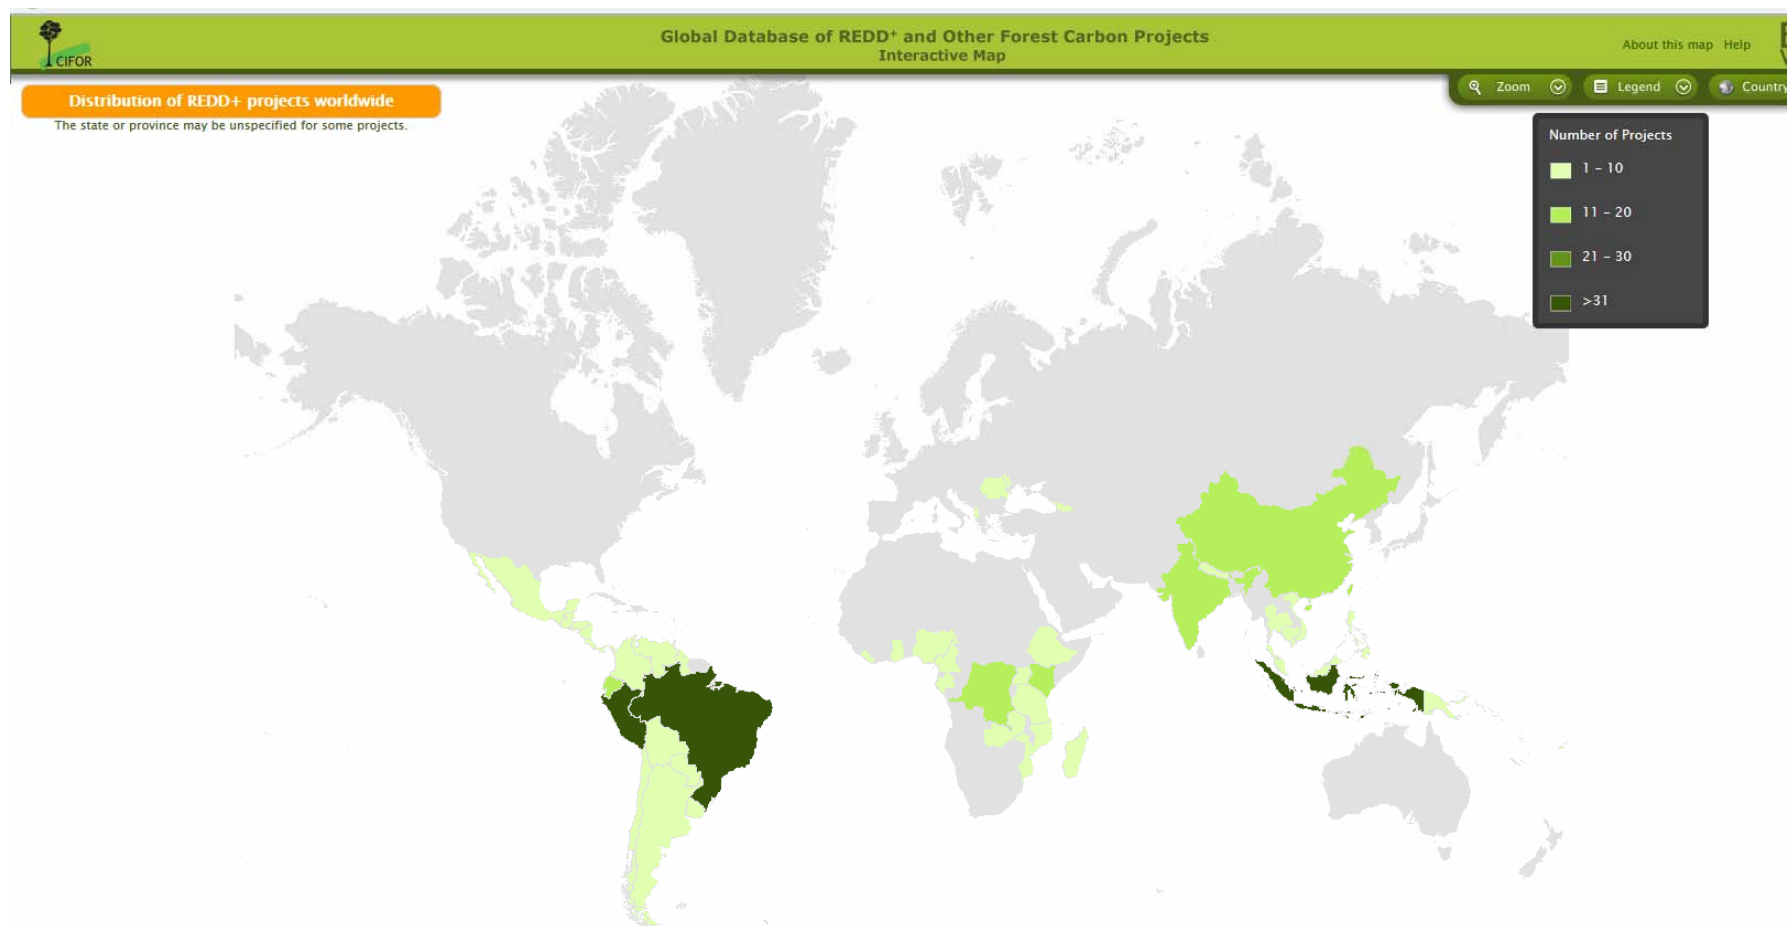 CIFOR
Global Database of REDD+ and Other Forest Carbon Projects
Interactive Map
About this map Help
Zoom
Legend
Country
Distribution of REDD+ projects worldwide
The state or province may be unspecified for some projects.
Number of Projects
1 – 10
11 – 20
21 – 30
>31